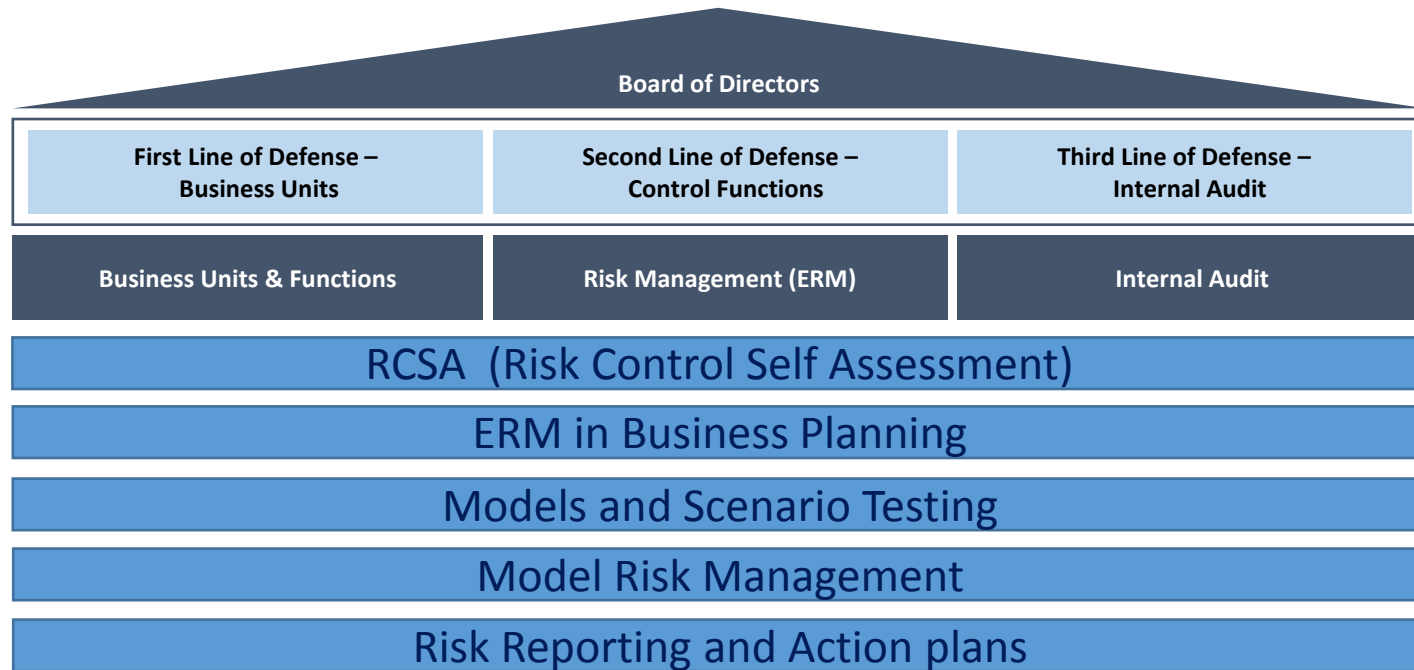 Board of Directors
First Line of Defense –
Business Units
Second Line of Defense –
Control Functions
Third Line of Defense –
Internal Audit
Business Units & Functions
Risk Management (ERM)
Internal Audit
RCSA  (Risk Control Self Assessment)
ERM in Business Planning
Models and Scenario Testing
Model Risk Management
Risk Reporting and Action plans